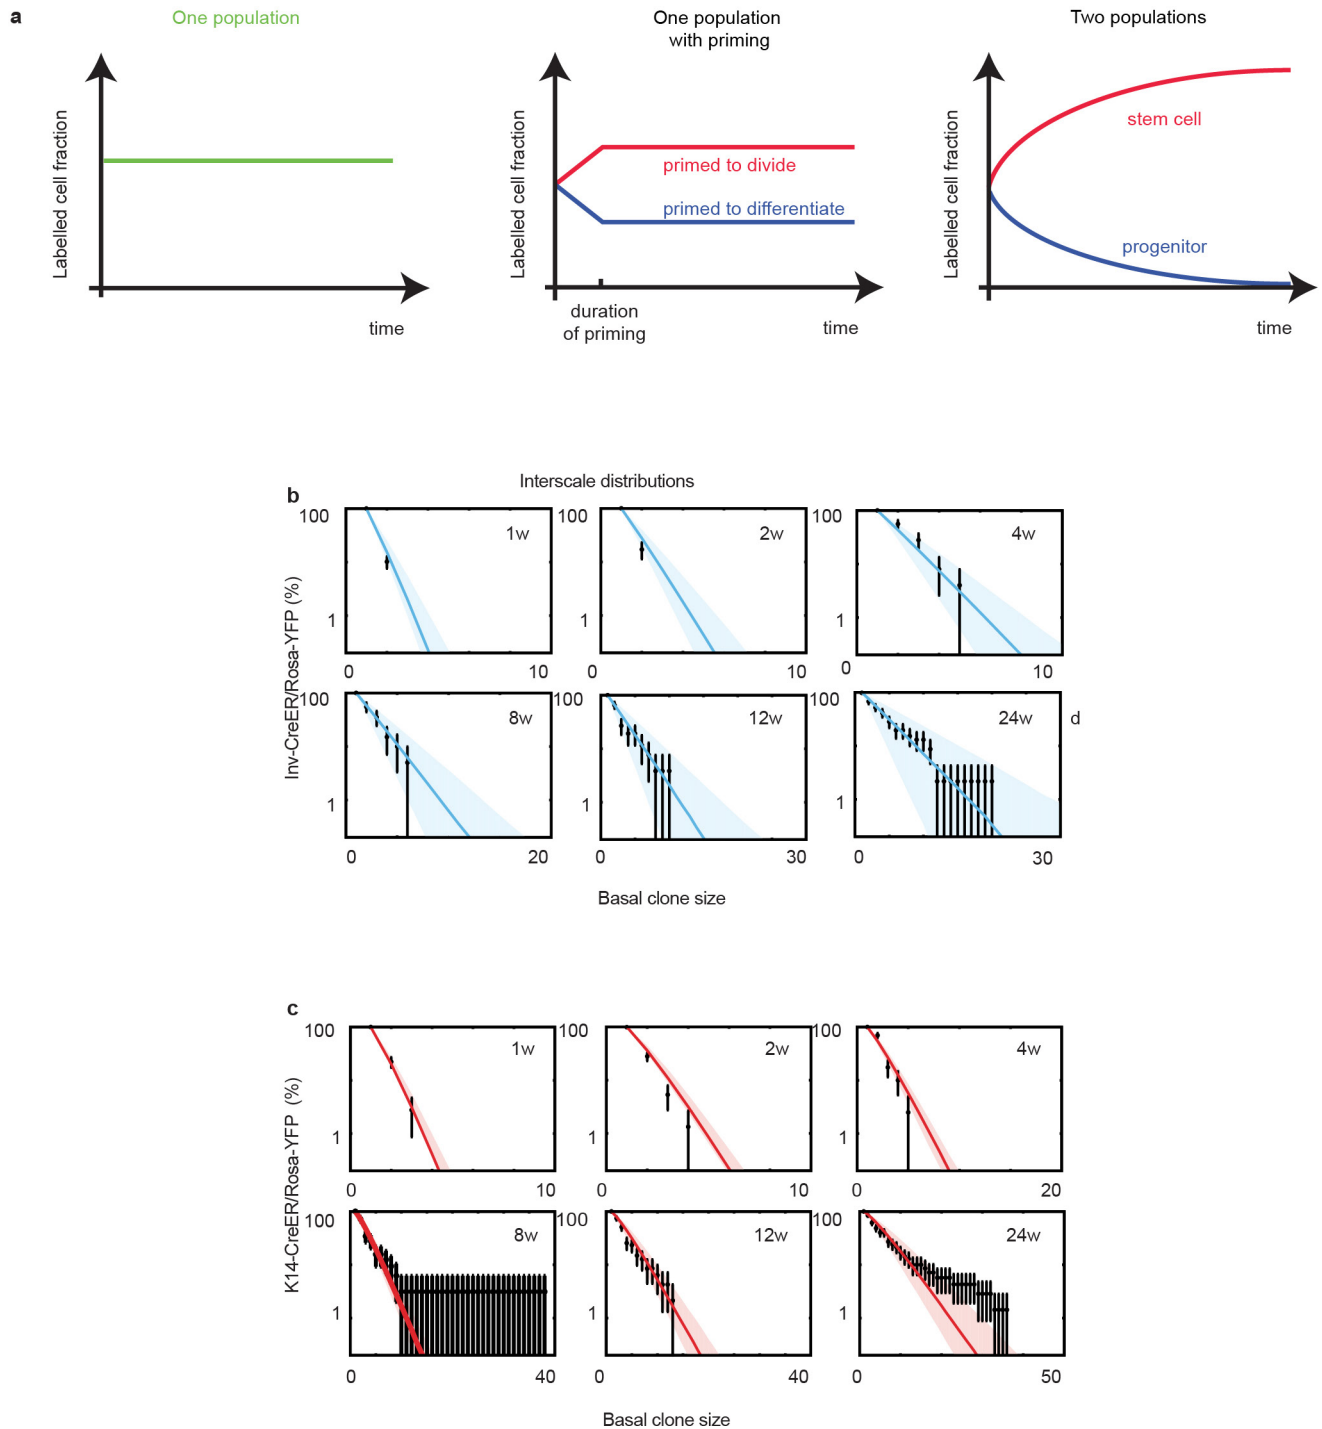 a
One population
One population
with priming
Two populations
Labelled cell fraction
time
Labelled cell fraction
primed to divide
primed to differentiate
duration
of priming
time
Labelled cell fraction
stem cell
progenitor
time
Interscale distributions
b
Inv-CreER/Rosa-YFP (%)
100
1
1w
0 10
100
1
2w
0 10
100
1
4w
0 10
100
1
8w
0 20
100
1
12w
0 30
100
1
24w
d
0 30
Basal clone size
c
K14-CreER/Rosa-YFP (%)
100
1
1w
0 10
100
1
2w
0 10
100
1
4w
0 20
100
1
8w
0 40
100
1
12w
0 40
100
1
24w
0 50
Basal clone size